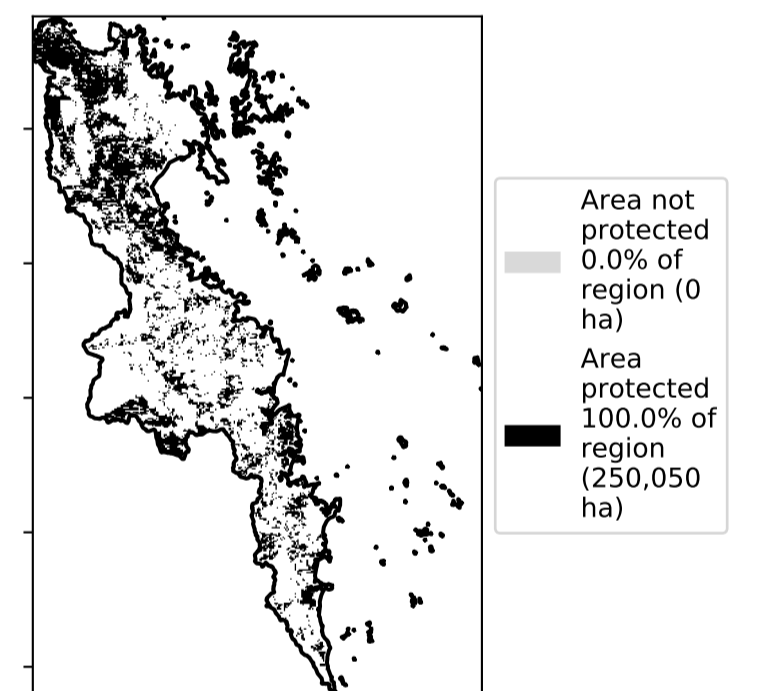 Area not
protected
0.0% of
region (0
ha)
Area
protected
100.0% of
region
(250,050
ha)